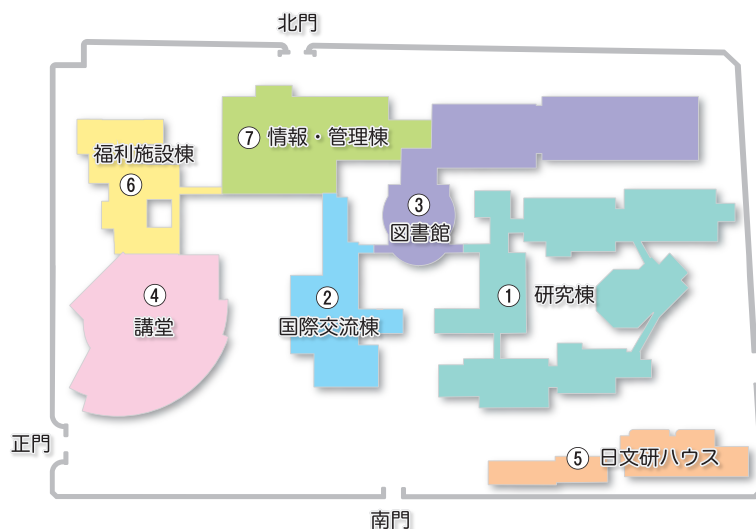 北門
⑦ 情報・管理棟
福利施設棟
⑥
③
図書館
④
講堂
②
国際交流棟
① 研究棟
正門
⑤ 日文研ハウス
南門